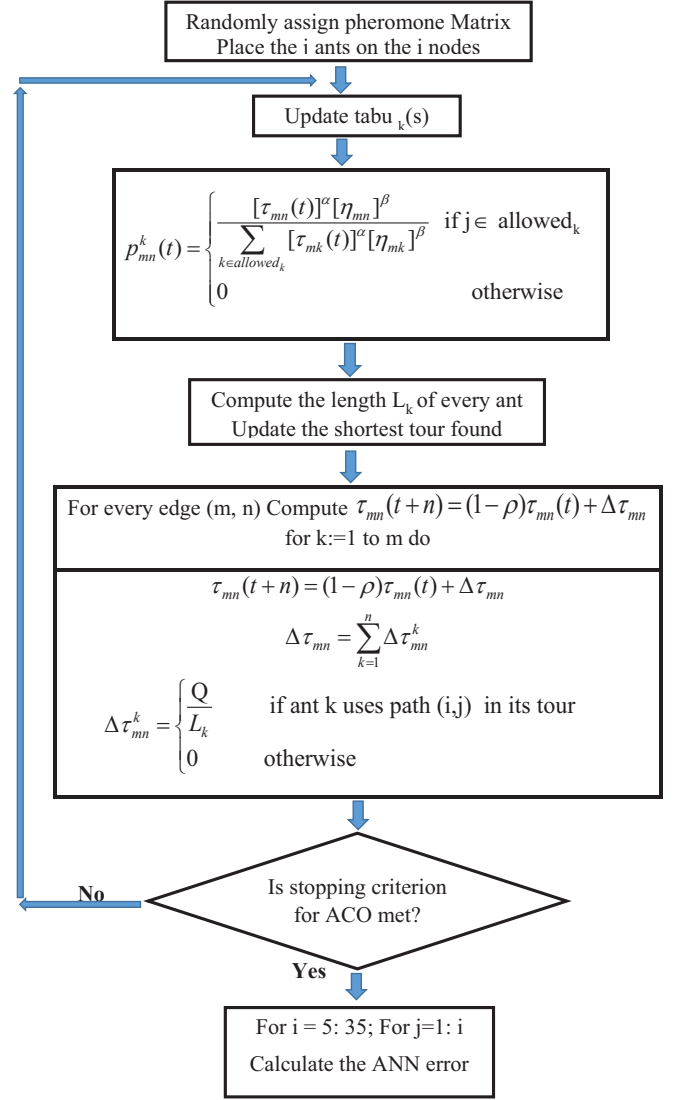 Randomly assign pheromone Matrix
Place the i ants on the i nodes
Update tabu k(s)
p^k_mn(t) = { [τ_mn(t)]^α [η_mn]^β / ∑_{k∈allowed_k} [τ_mk(t)]^α [η_mk]^β if j∈ allowed_k
0 otherwise
Compute the length L_k of every ant
Update the shortest tour found
For every edge (m, n) Compute τ_mn(t+n) = (1−ρ)τ_mn(t) + Δτ_mn
for k:=1 to m do
τ_mn(t+n) = (1−ρ)τ_mn(t) + Δτ_mn
Δτ_mn = ∑_{k=1}^{n} Δτ^k_mn
Δτ^k_mn = { Q / L_k if ant k uses path (i,j) in its tour
0 otherwise
Is stopping criterion
for ACO met?
No
Yes
For i = 5: 35; For j=1: i
Calculate the ANN error